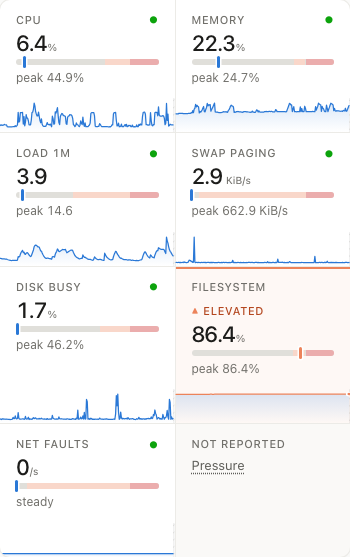 CPU
6.4%
peak 44.9%
MEMORY
22.3%
peak 24.7%
LOAD 1M
3.9
peak 14.6
SWAP PAGING
2.9 KiB/s
peak 662.9 KiB/s
DISK BUSY
1.7%
peak 46.2%
FILESYSTEM
▲ ELEVATED
86.4%
peak 86.4%
NET FAULTS
0/s
steady
NOT REPORTED
Pressure